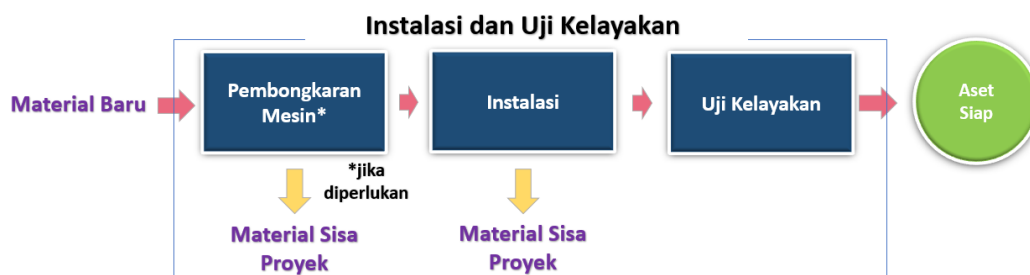 Instalasi dan Uji Kelayakan
Material Baru
Pembongkaran
Mesin*
Instalasi
Uji Kelayakan
Aset
Siap
*jika
diperlukan
Material Sisa
Proyek
Material Sisa
Proyek